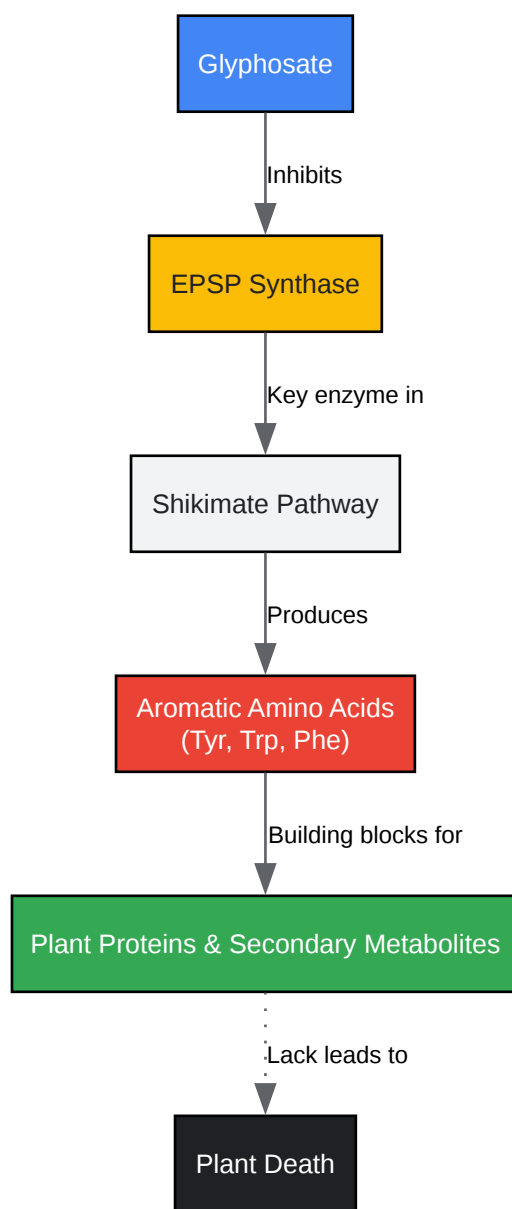 Glyphosate
Inhibits
EPSP Synthase
Key enzyme in
Shikimate Pathway
Produces
Aromatic Amino Acids
(Tyr, Trp, Phe)
Building blocks for
Plant Proteins & Secondary Metabolites
Lack leads to
Plant Death